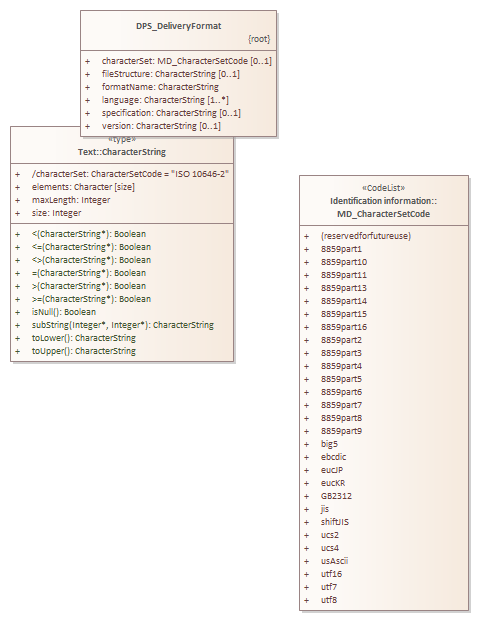 DPS_DeliveryFormat
{root}
+ characterSet: MD_CharacterSetCode [0..1]
+ fileStructure: CharacterString [0..1]
+ formatName: CharacterString
+ language: CharacterString [1..*]
+ specification: CharacterString [0..1]
+ version: CharacterString [0..1]
«type»
Text::CharacterString
+ /characterSet: CharacterSetCode = "ISO 10646-2"
+ elements: Character [size]
+ maxLength: Integer
+ size: Integer
+ <(CharacterString*): Boolean
+ <=(CharacterString*): Boolean
+ <>(CharacterString*): Boolean
+ =(CharacterString*): Boolean
+ >(CharacterString*): Boolean
+ >=(CharacterString*): Boolean
+ isNull(): Boolean
+ subString(Integer*, Integer*): CharacterString
+ toLower(): CharacterString
+ toUpper(): CharacterString
«CodeList»
Identification information::
MD_CharacterSetCode
+ (reservedforfutureuse)
+ 8859part1
+ 8859part10
+ 8859part11
+ 8859part13
+ 8859part14
+ 8859part15
+ 8859part16
+ 8859part2
+ 8859part3
+ 8859part4
+ 8859part5
+ 8859part6
+ 8859part7
+ 8859part8
+ 8859part9
+ big5
+ ebcdic
+ eucJP
+ eucKR
+ GB2312
+ jis
+ shiftJIS
+ ucs2
+ ucs4
+ usAscii
+ utf16
+ utf7
+ utf8